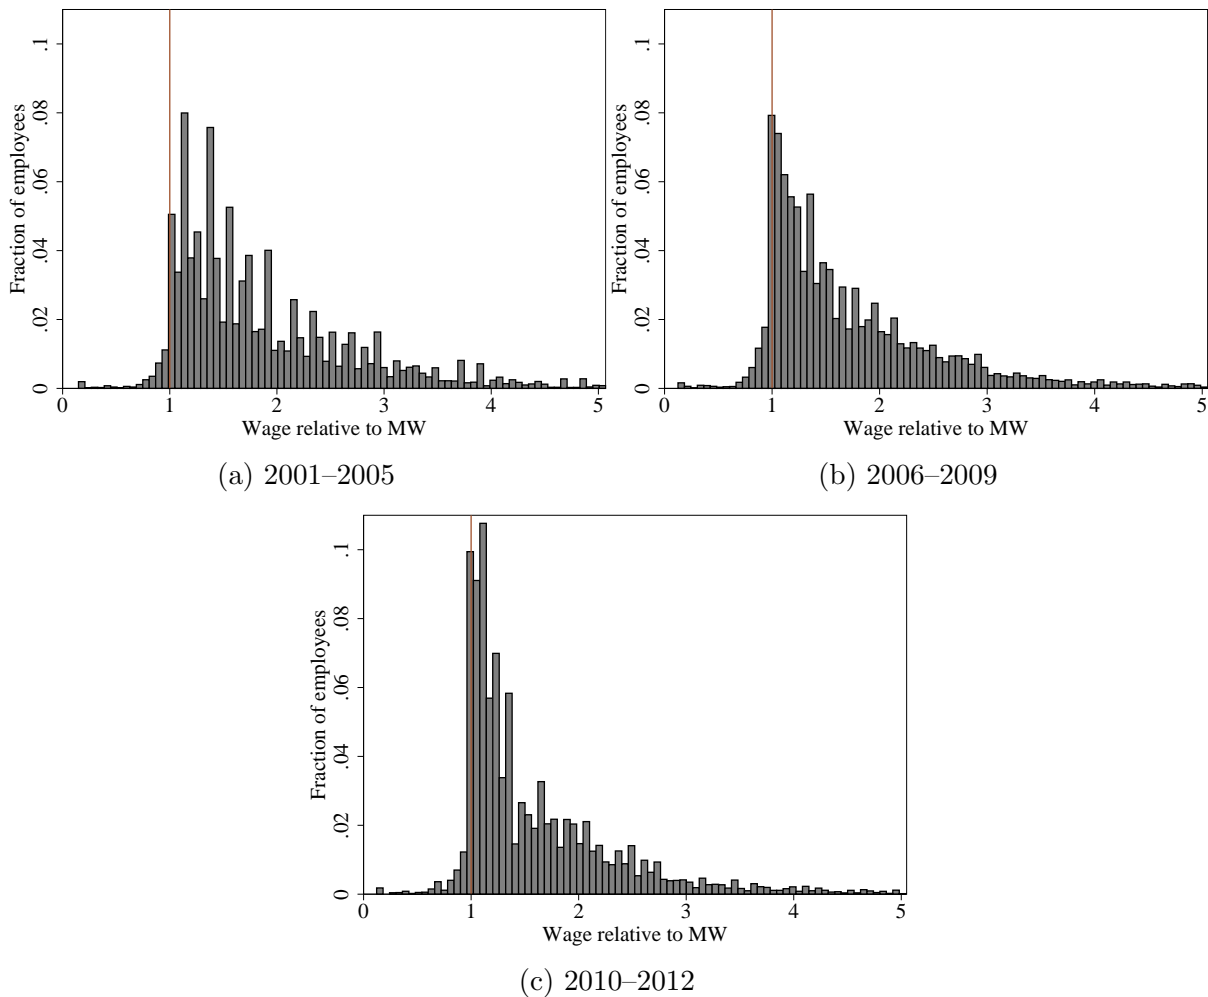 Fraction of employees
0 .02 .04 .06 .08 .1
0 1 2 3 4 5
Wage relative to MW
(a) 2001–2005
Fraction of employees
0 .02 .04 .06 .08 .1
0 1 2 3 4 5
Wage relative to MW
(b) 2006–2009
Fraction of employees
0 .02 .04 .06 .08 .1
0 1 2 3 4 5
Wage relative to MW
(c) 2010–2012